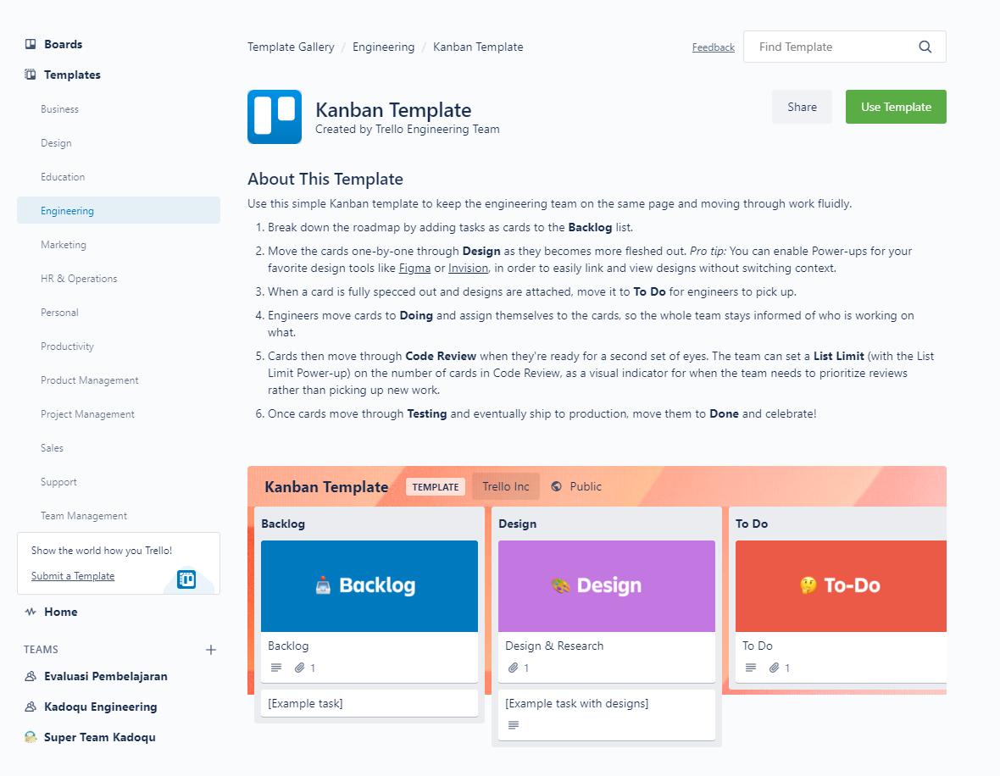 Boards
Templates
Business
Design
Education
Engineering
Marketing
HR & Operations
Personal
Productivity
Product Management
Project Management
Sales
Support
Team Management
Show the world how you Trello!
Submit a Template
Home
TEAMS
Evaluasi Pembelajaran
Kadoqu Engineering
Super Team Kadoqu
Template Gallery / Engineering / Kanban Template
Feedback
Find Template
Kanban Template
Created by Trello Engineering Team
Share
Use Template
About This Template
Use this simple Kanban template to keep the engineering team on the same page and moving through work fluidly.
1. Break down the roadmap by adding tasks as cards to the Backlog list.
2. Move the cards one-by-one through Design as they becomes more fleshed out. Pro tip: You can enable Power-ups for your
favorite design tools like Figma or Invision, in order to easily link and view designs without switching context.
3. When a card is fully specced out and designs are attached, move it to To Do for engineers to pick up.
4. Engineers move cards to Doing and assign themselves to the cards, so the whole team stays informed of who is working on
what.
5. Cards then move through Code Review when they're ready for a second set of eyes. The team can set a List Limit (with the List
Limit Power-up) on the number of cards in Code Review, as a visual indicator for when the team needs to prioritize reviews
rather than picking up new work.
6. Once cards move through Testing and eventually ship to production, move them to Done and celebrate!
Kanban Template
TEMPLATE
Trello Inc
Public
Backlog
Backlog
Backlog
1
[Example task]
Design
Design
Design & Research
1
[Example task with designs]
To Do
To-Do
To Do
1